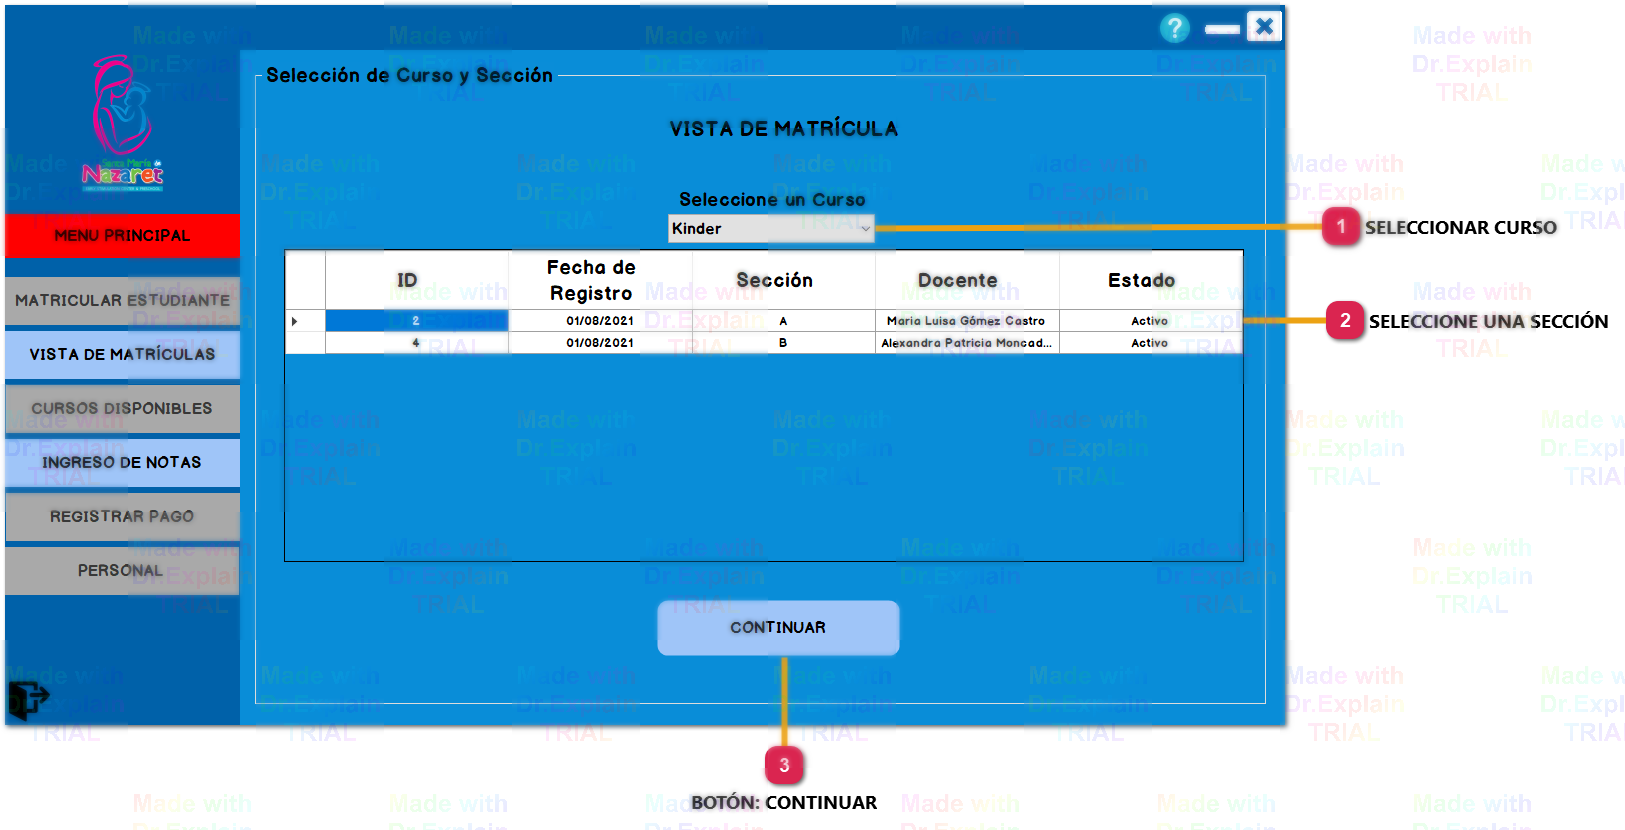 Selección de Curso y Sección
VISTA DE MATRÍCULA
Santa María de
Nazaret
MENU PRINCIPAL
MATRICULAR ESTUDIANTE
VISTA DE MATRÍCULAS
CURSOS DISPONIBLES
INGRESO DE NOTAS
REGISTRAR PAGO
PERSONAL
Seleccione un Curso
Kinder
ID Fecha de Registro Sección Docente Estado
2 01/08/2021 A Maria Luisa Gómez Castro Activo
4 01/08/2021 B Alexandra Patricia Moncad... Activo
CONTINUAR
1 SELECCIONAR CURSO
2 SELECCIONE UNA SECCIÓN
3
BOTÓN: CONTINUAR
Made with
Dr.Explain
TRIAL